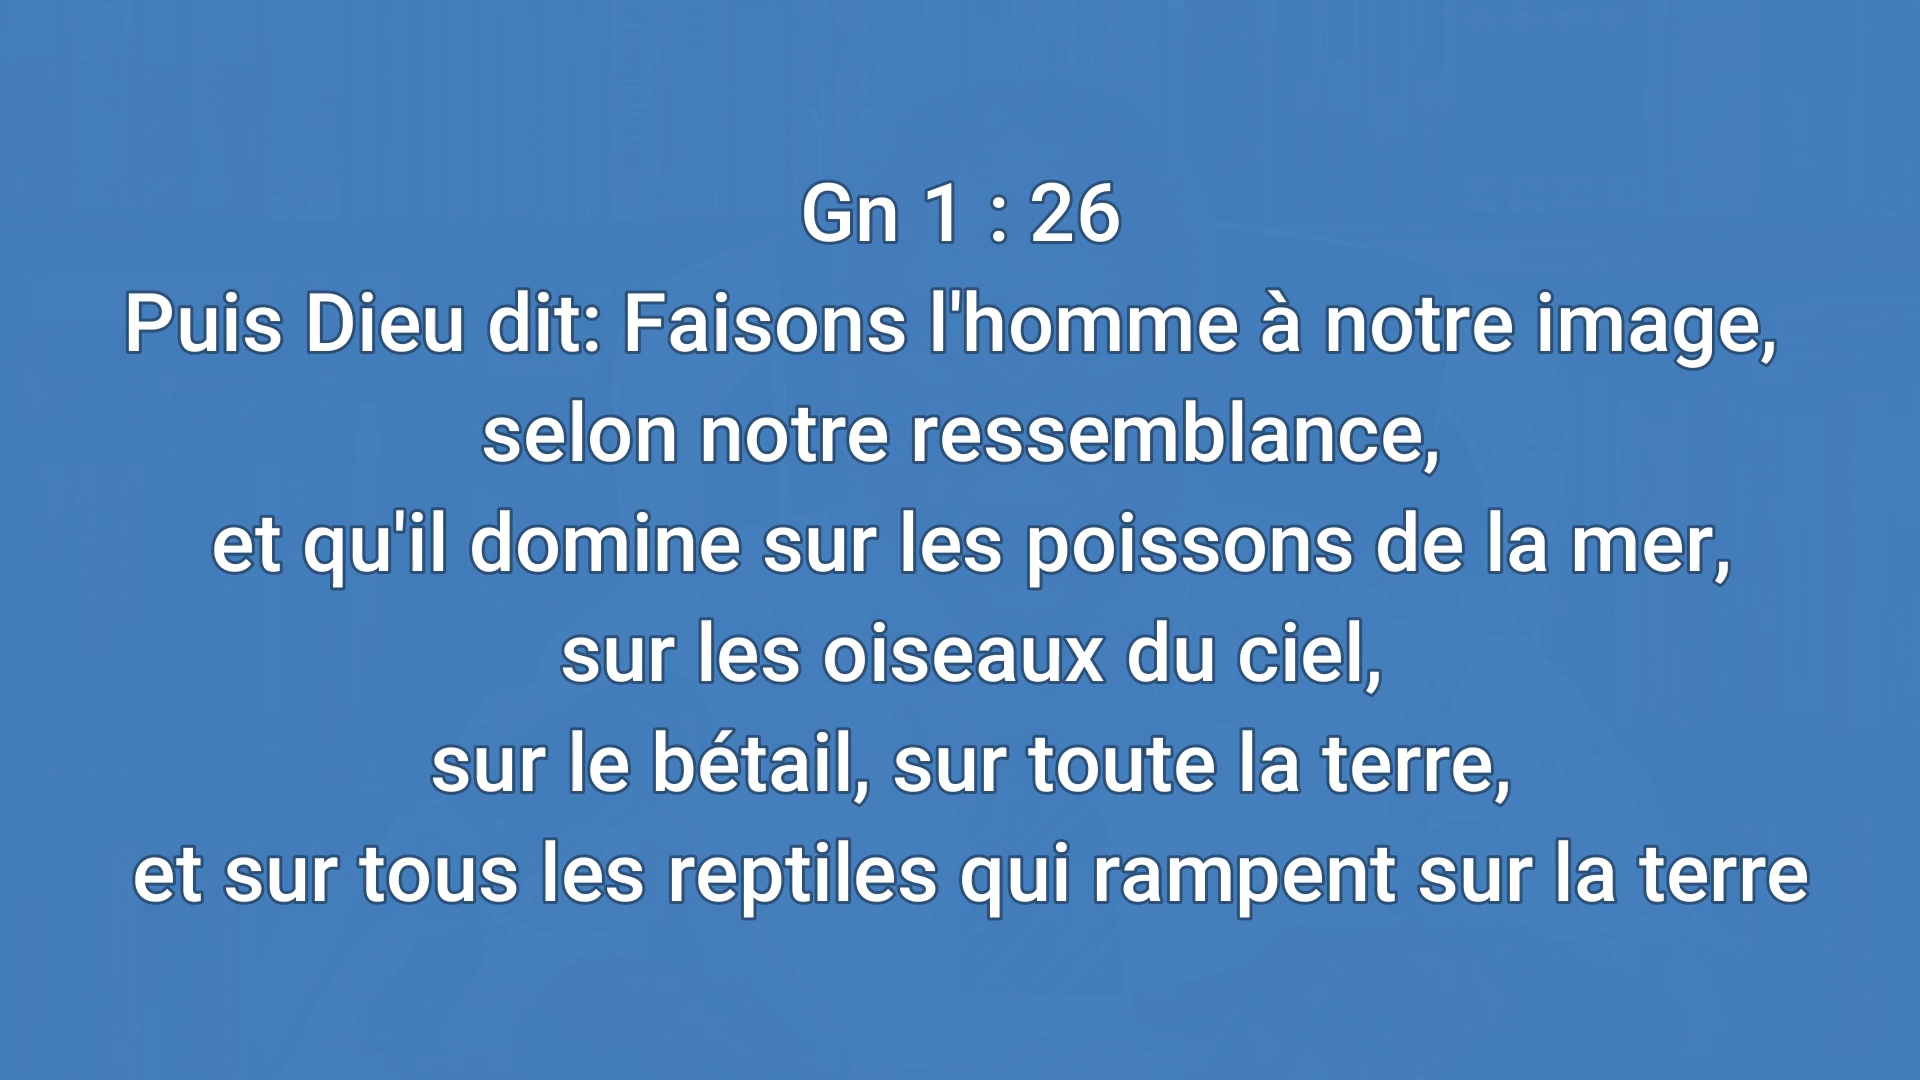 Gn 1 : 26
Puis Dieu dit: Faisons l'homme à notre image,
selon notre ressemblance,
et qu'il domine sur les poissons de la mer,
sur les oiseaux du ciel,
sur le bétail, sur toute la terre,
et sur tous les reptiles qui rampent sur la terre